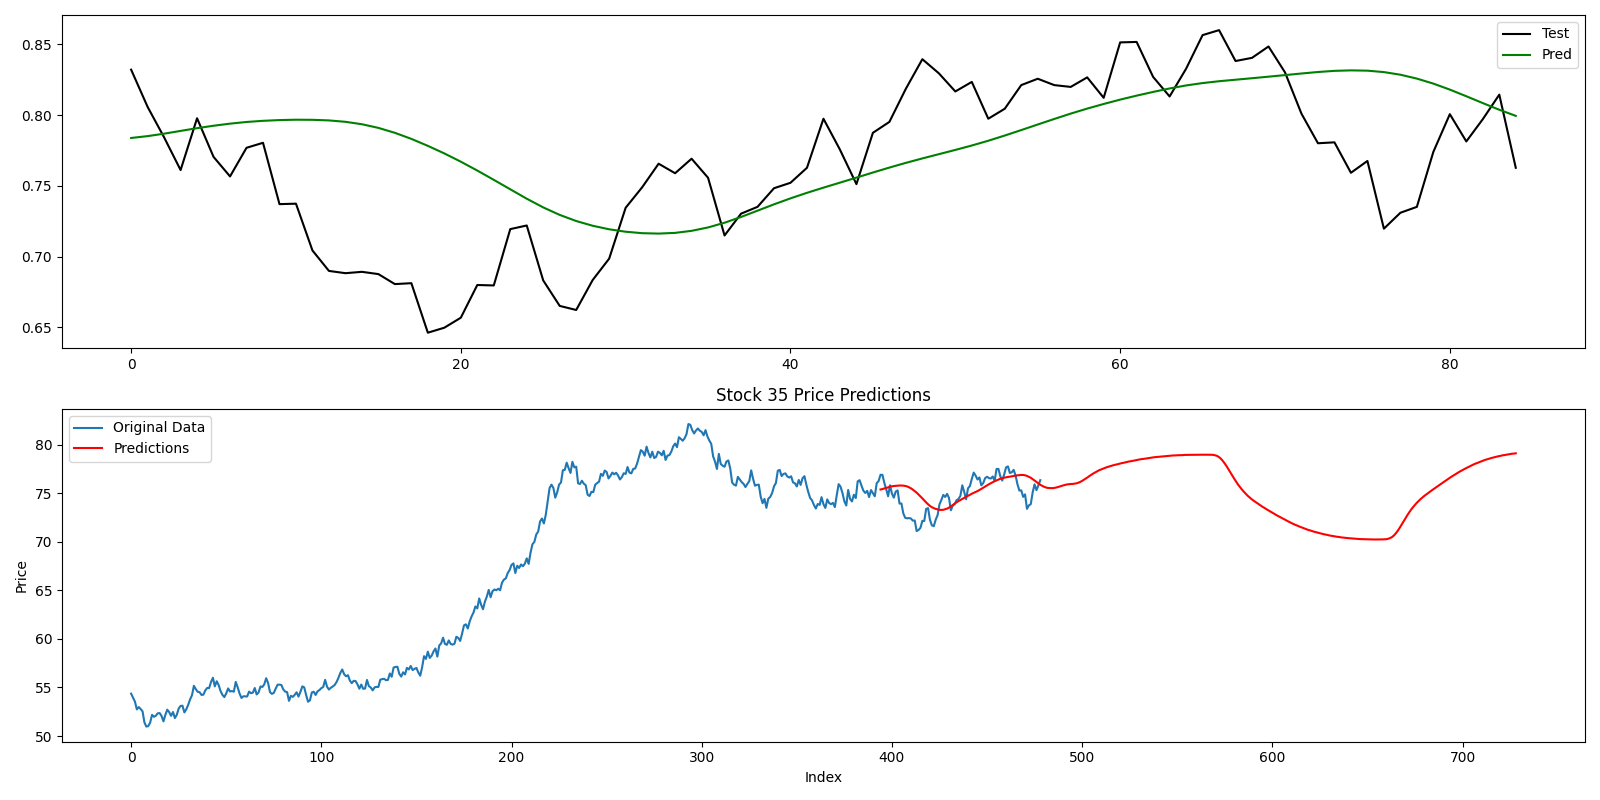 0.85
0.80
0.75
0.70
0.65
Test
Pred
0 20 40 60 80
Stock 35 Price Predictions
Original Data
Predictions
Price
80
75
70
65
60
55
50
0 100 200 300 400 500 600 700
Index